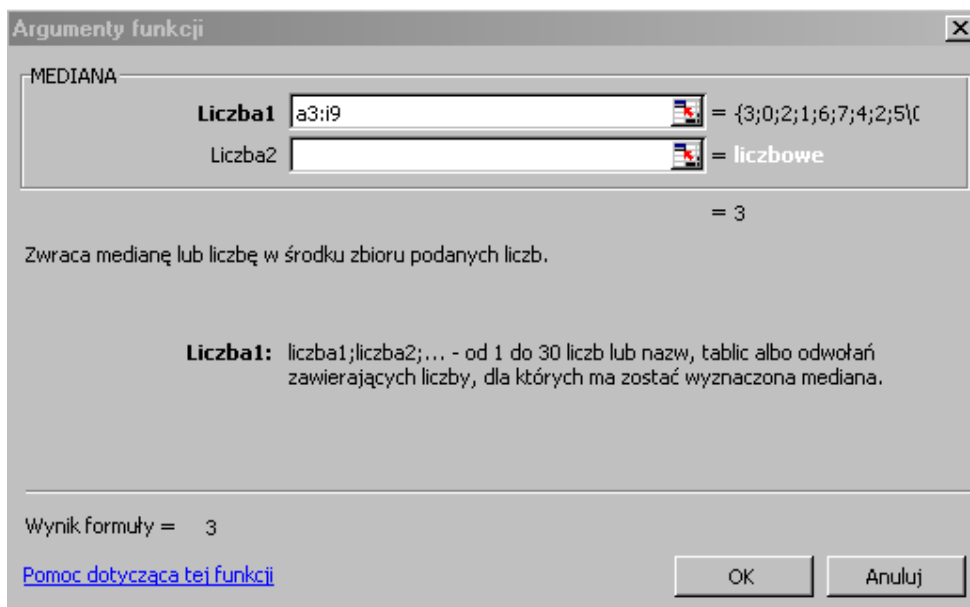 Argumenty funkcji
MEDIANA
Liczba1 a3:i9 = {3;0;2;1;6;7;4;2;5\
Liczba2 = liczbowe
= 3
Zwraca medianę lub liczbę w środku zbioru podanych liczb.
Liczba1: liczba1;liczba2;... - od 1 do 30 liczb lub nazw, tablic albo odwołań
zawierających liczby, dla których ma zostać wyznaczona mediana.
Wynik formuły = 3
Pomoc dotycząca tej funkcji
OK Anuluj